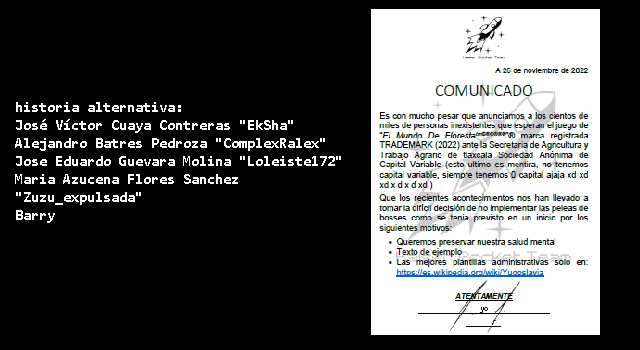 historia alternativa:
José Víctor Cuaya Contreras "EkSha"
Alejandro Batres Pedroza "ComplexRalex"
Jose Eduardo Guevara Molina "Loleiste172"
Maria Azucena Flores Sanchez
"Zuzu_expulsada"
Barry
A 26 de noviembre de 2022
COMUNICADO
Es con mucho pesar que anunciamos a los cientos de
miles de personas inexistentes que esperan el juego de
"El Mundo De Floresta" marca registrada
TRADEMARK (2022) ante la Secretaría de Agricultura y
Trabajo Agrario de tlaxcala Sociedad Anónima de
Capital Variable (esto ultimo es mentira, no tenemos
capital variable, siempre tenemos 0 capital ajaja xd xd
xd x d x d xd )
Que los recientes acontecimientos nos han llevado a
tomar la difícil decisión de no implementar las peleas de
bosses como se tenia previsto en un inicio por los
siguientes motivos:
• Queremos preservar nuestra salud mental
• Texto de ejemplo
• Las mejores plantillas administrativas solo en:
https://es.wikipedia.org/wiki/Yugoslavia
ATENTAMENTE
yo